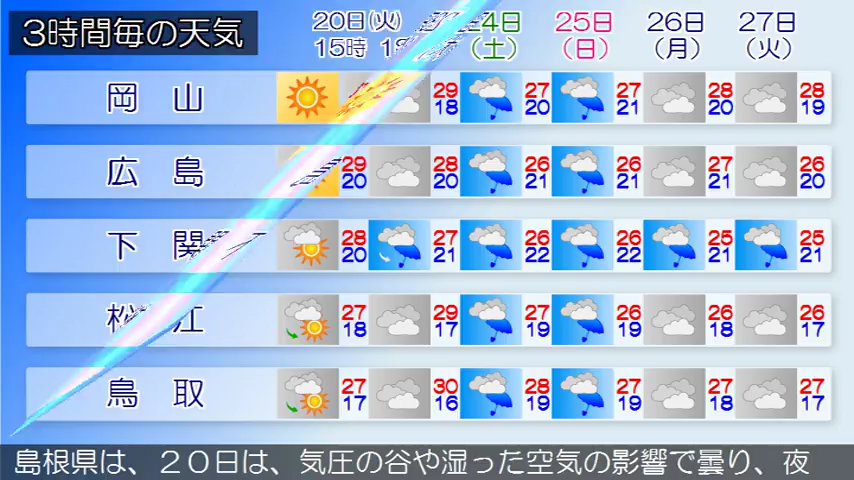 3時間毎の天気
20日(火) 24日 25日 26日 27日
15時 18 (土) (日) (月) (火)
岡山 29 18 27 20 27 21 28 20 28 19
広島 29 20 28 20 26 21 26 21 27 21 26 20
下関 28 20 27 21 26 22 26 22 25 21 25 21
松江 27 18 29 17 27 19 26 19 26 18 26 17
鳥取 27 17 30 16 28 19 27 19 27 18 27 17
島根県は、20日は、気圧の谷や湿った空気の影響で曇り、夜